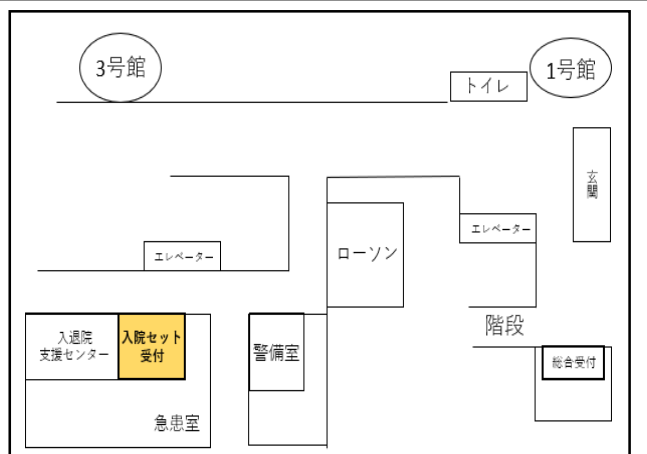 3号館
1号館
トイレ
玄関
エレベーター
エレベーター
ローソン
階段
入退院
支援センター
入院セット
受付
警備室
総合受付
急患室